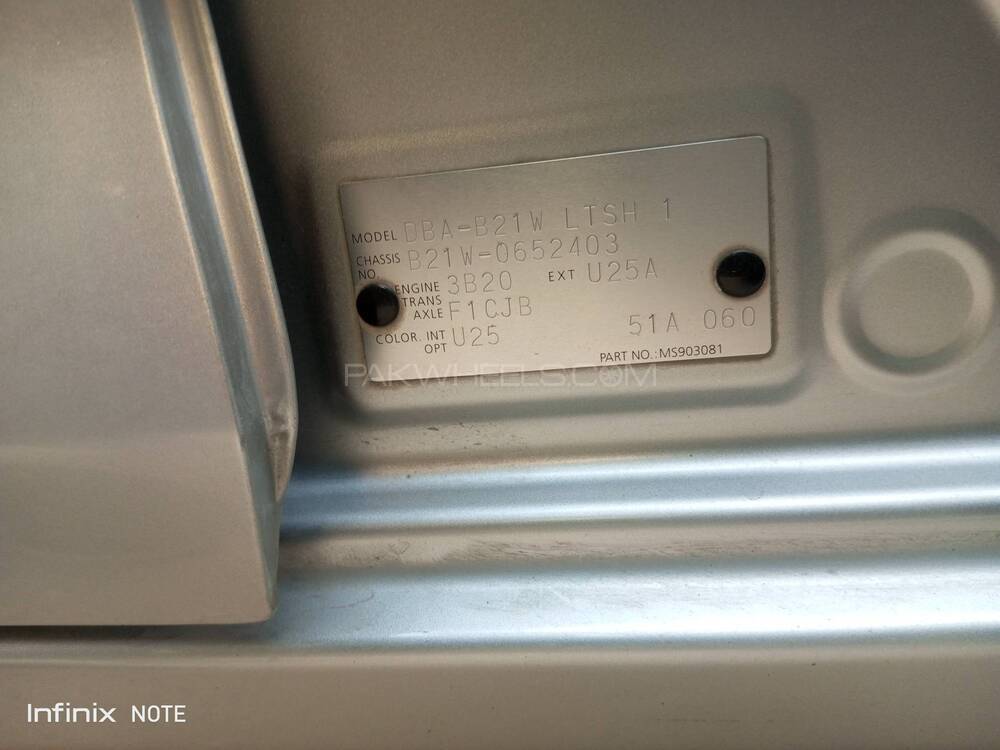 MODEL DBA-B21W LTSH 1
CHASSIS NO. B21W-0652403
ENGINE 3B20 EXT U25A
TRANS AXLE F1CJB
COLOR. INT OPT U25 51A 060
PART NO.: MS903081
PAKWHEELS.COM
Infinix NOTE